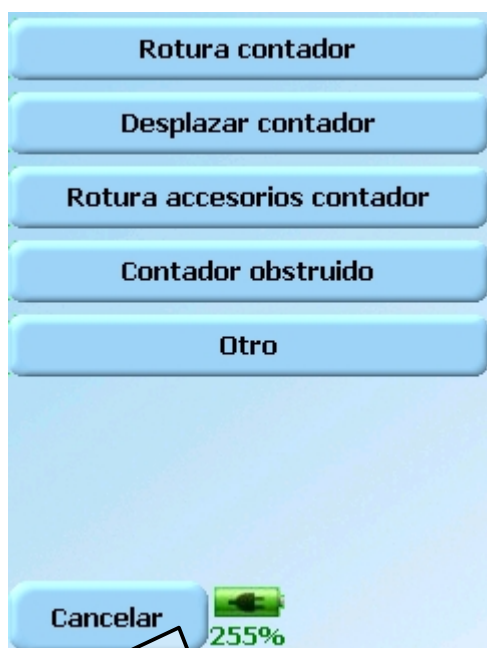 Rotura contador
Desplazar contador
Rotura accesorios contador
Contador obstruido
Otro
Cancelar
255%